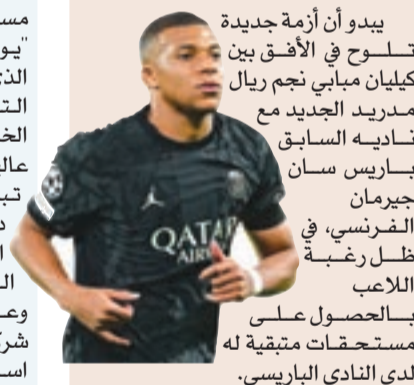 يبدو أن أزمة جديدة
تلوح في الأفق بين
كيليان مبابي نجم ريال
مدريد الجديد مع
ناديه السابق
باريس سان
جيرمان
الفرنسي، في
ظل رغبة
اللاعب
بالحصول على
مستحقات متبقية له
لدى النادي الباريسي.
QATAR
AIR